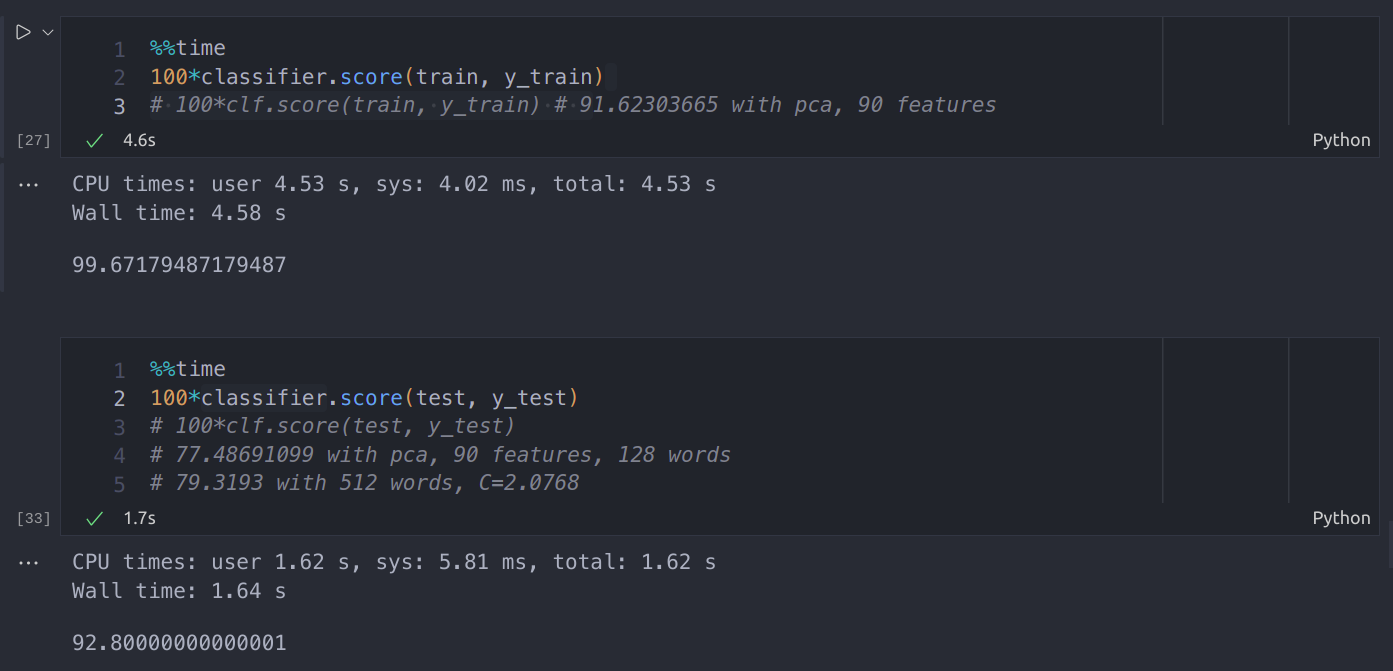 1 %%time
2 100*classifier.score(train, y_train)
3 # 100*clf.score(train, y_train) # 91.62303665 with pca, 90 features
[27] 4.6s Python
... CPU times: user 4.53 s, sys: 4.02 ms, total: 4.53 s
Wall time: 4.58 s
99.67179487179487
1 %%time
2 100*classifier.score(test, y_test)
3 # 100*clf.score(test, y_test)
4 # 77.48691099 with pca, 90 features, 128 words
5 # 79.3193 with 512 words, C=2.0768
[33] 1.7s Python
... CPU times: user 1.62 s, sys: 5.81 ms, total: 1.62 s
Wall time: 1.64 s
92.80000000000001